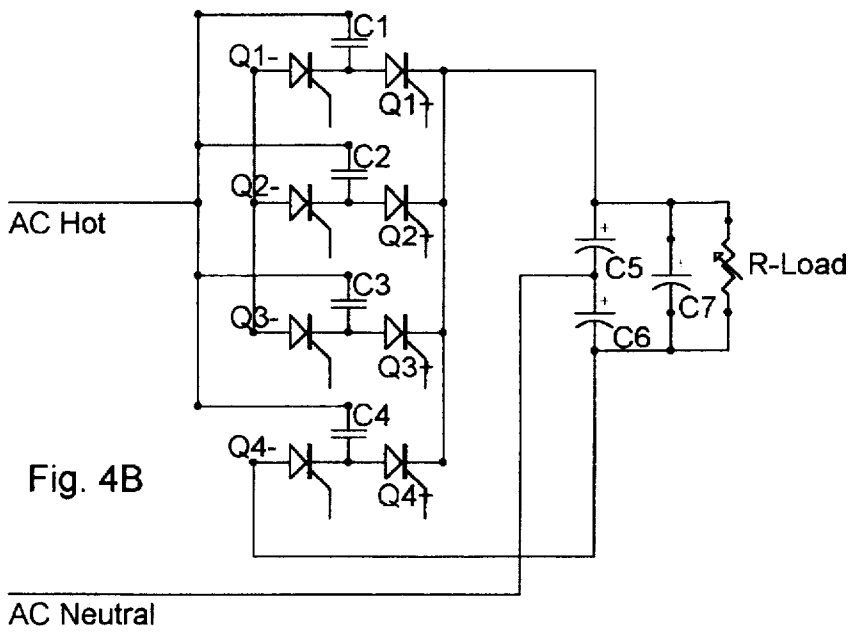 C1
Q1-
Q1+
C2
Q2-
Q2+
AC Hot
C3
Q3-
Q3+
C5
C6
C7
R-Load
C4
Q4-
Q4+
Fig. 4B
AC Neutral